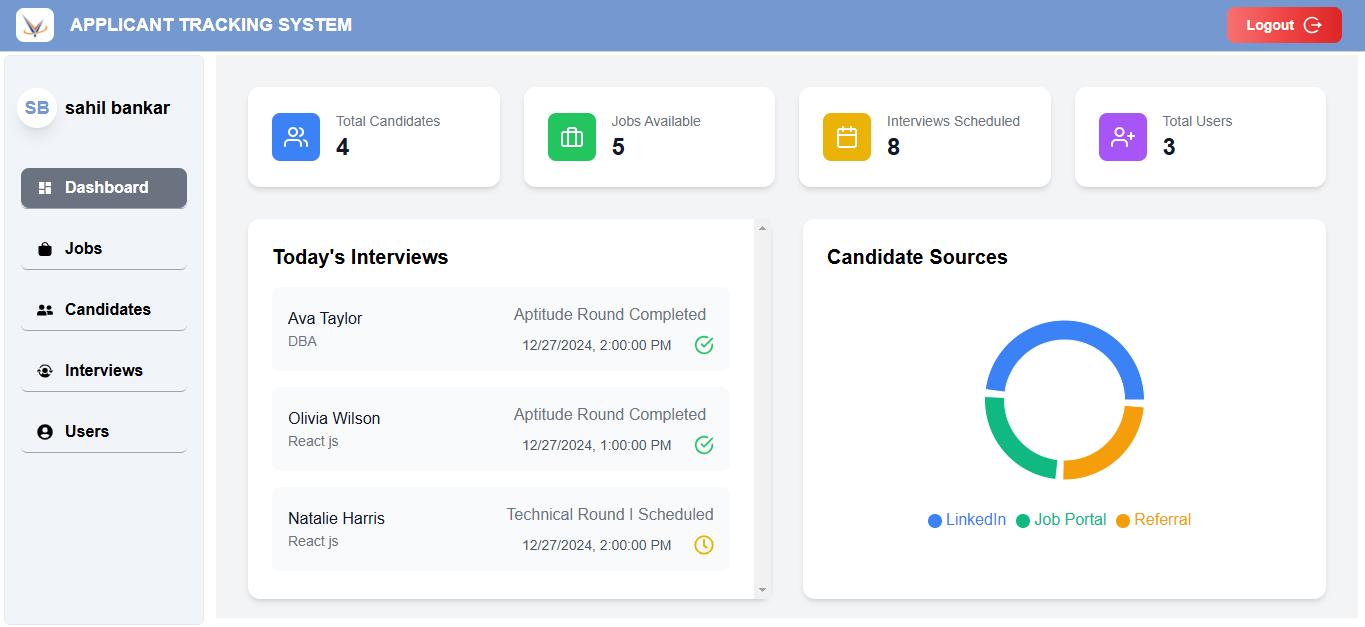 APPLICANT TRACKING SYSTEM
Logout
SB
sahil bankar
Dashboard
Jobs
Candidates
Interviews
Users
Total Candidates
4
Jobs Available
5
Interviews Scheduled
8
Total Users
3
Today's Interviews
Ava Taylor
Aptitude Round Completed
DBA
12/27/2024, 2:00:00 PM
Olivia Wilson
Aptitude Round Completed
React js
12/27/2024, 1:00:00 PM
Natalie Harris
Technical Round I Scheduled
React js
12/27/2024, 2:00:00 PM
Candidate Sources
LinkedIn Job Portal Referral